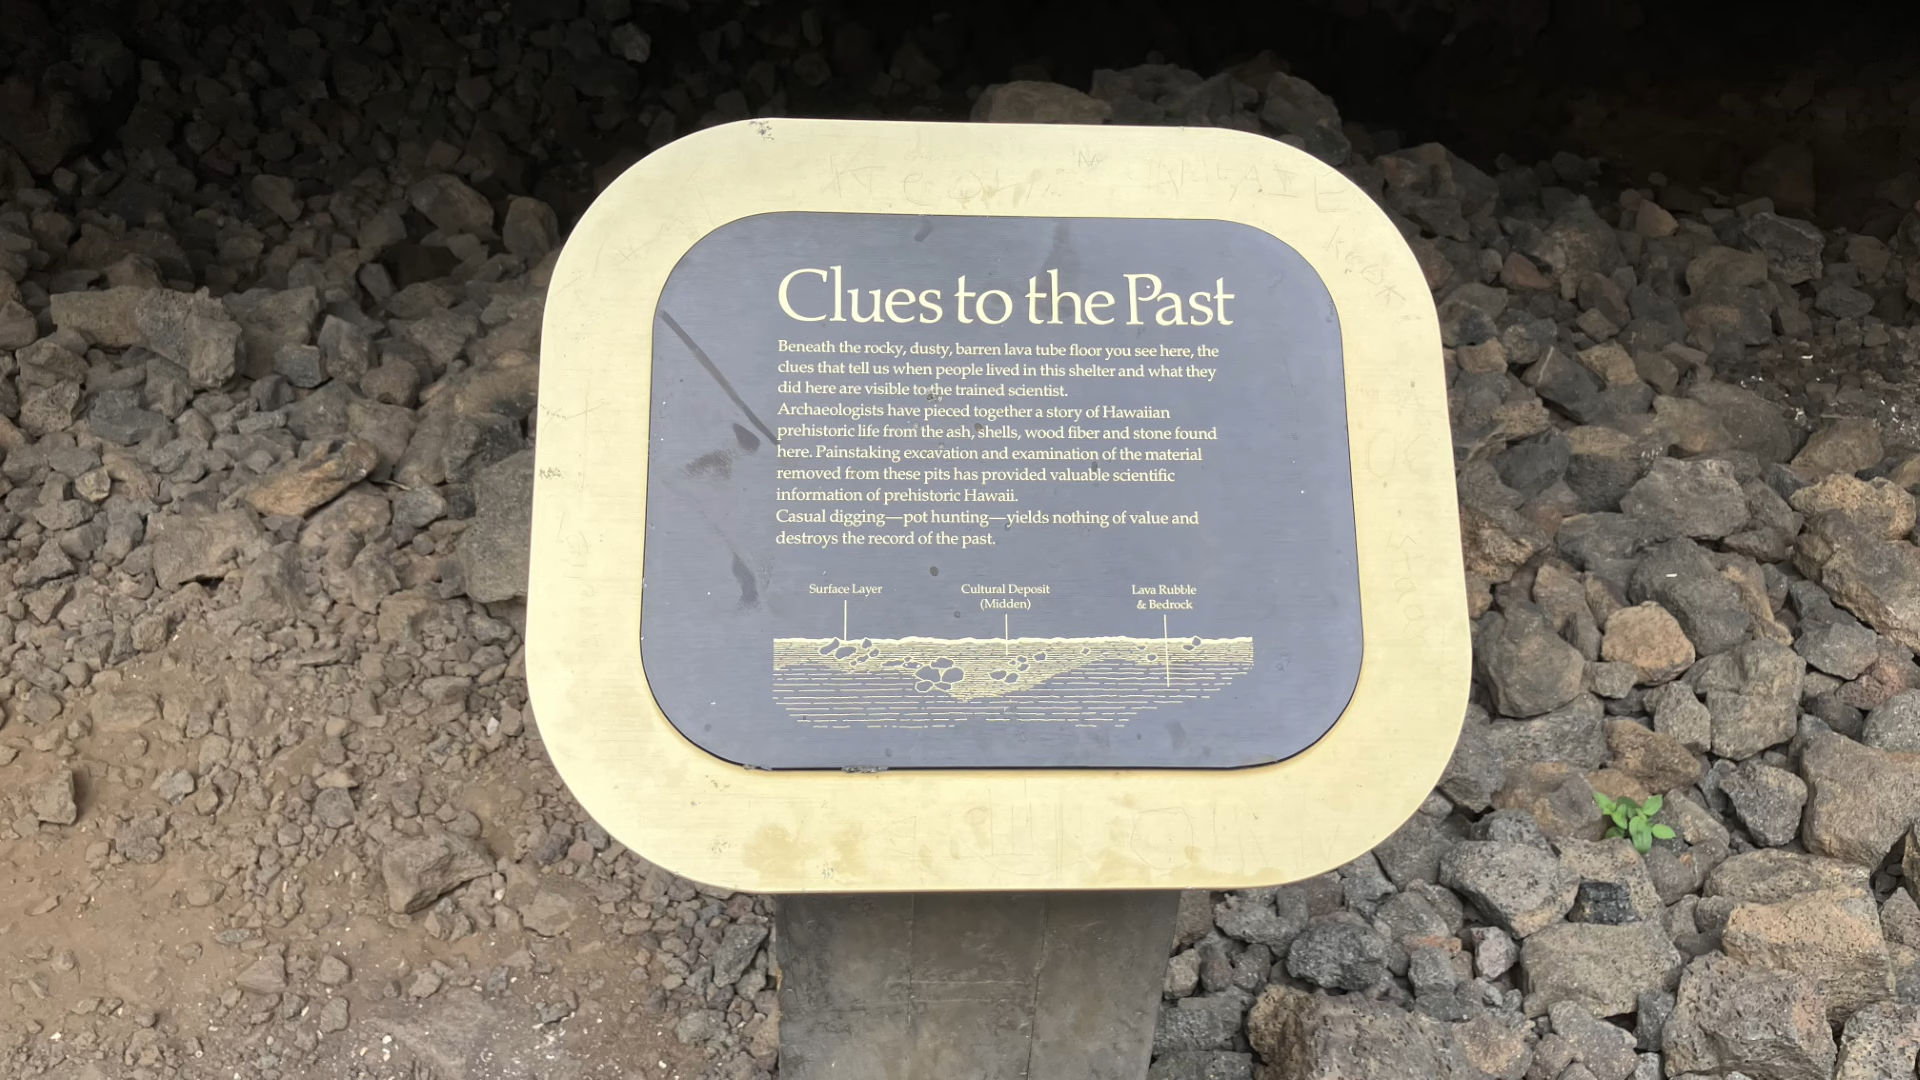 Clues to the Past
Beneath the rocky, dusty, barren lava tube floor you see here, the
clues that tell us when people lived in this shelter and what they
did here are visible to the trained scientist.
Archaeologists have pieced together a story of Hawaiian
prehistoric life from the ash, shells, wood fiber and stone found
here. Painstaking excavation and examination of the material
removed from these pits has provided valuable scientific
information of prehistoric Hawaii.
Casual digging—pot hunting—yields nothing of value and
destroys the record of the past.
Surface Layer
Cultural Deposit
(Midden)
Lava Rubble
& Bedrock